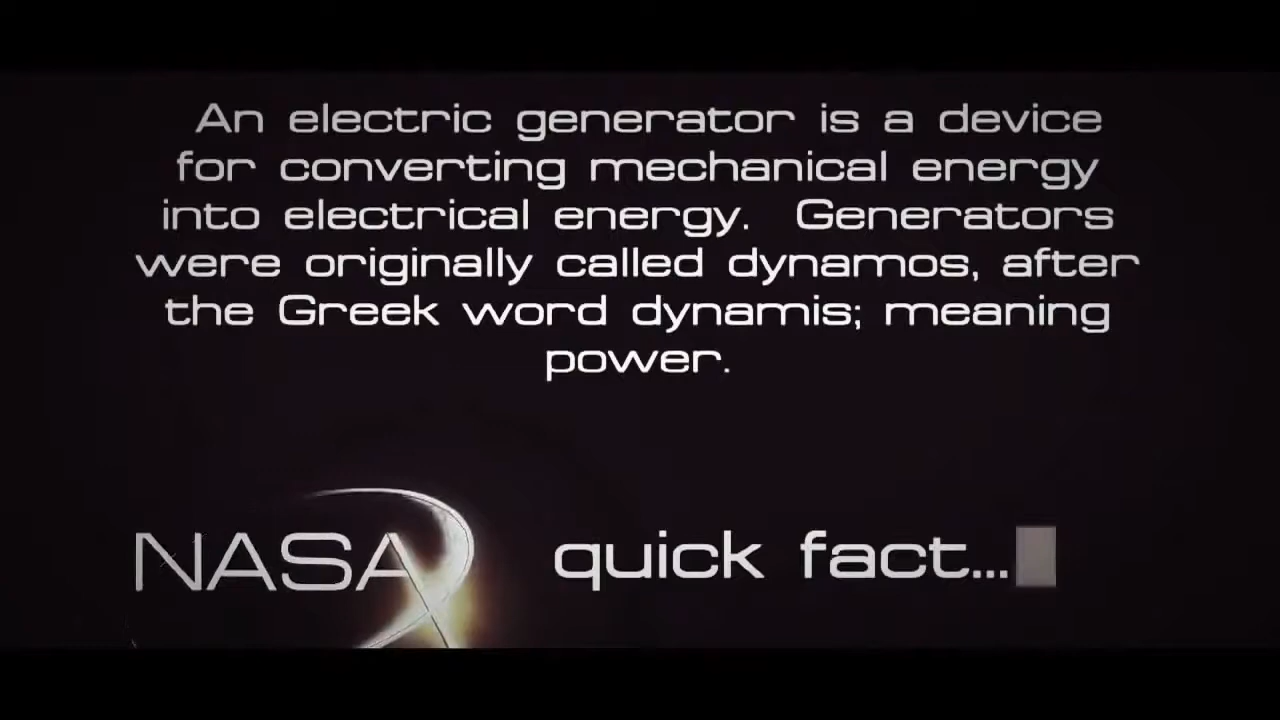 An electric generator is a device
for converting mechanical energy
into electrical energy.  Generators
were originally called dynamos, after
the Greek word dynamis; meaning
power.
NASA
quick fact...